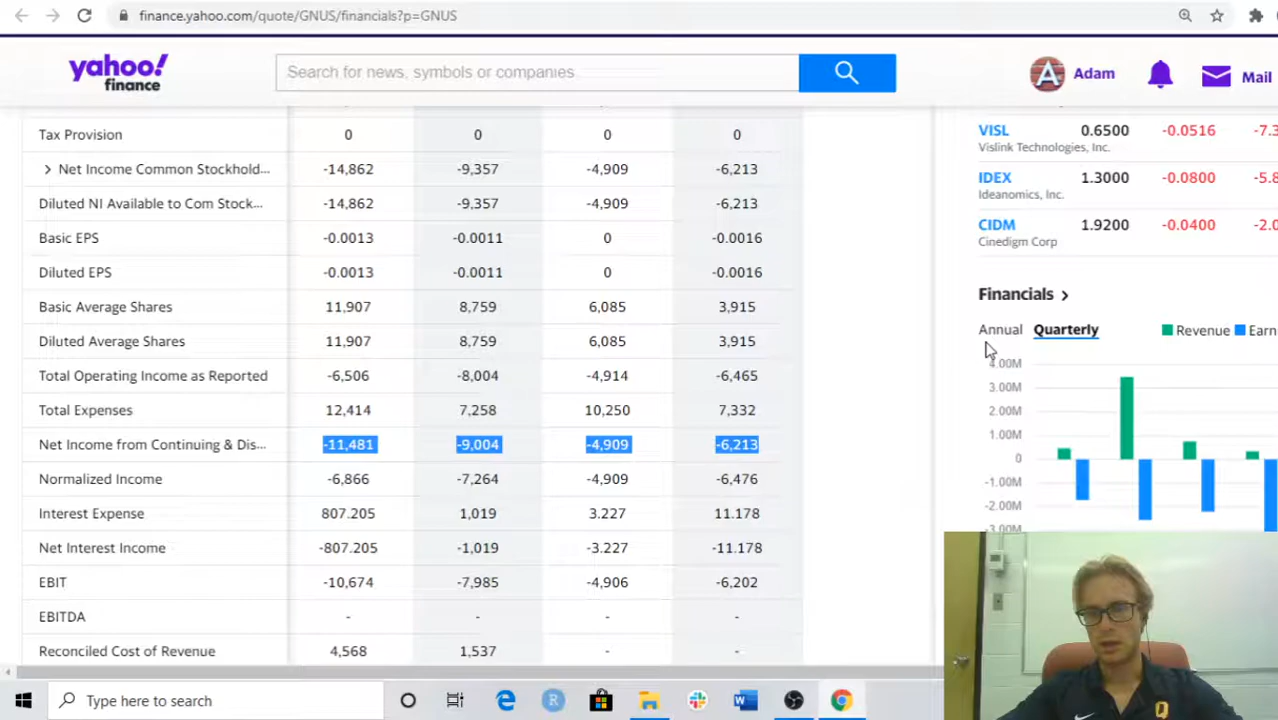 finance.yahoo.com/quote/GNUS/financials?p=GNUS
yahoo!
finance
Search for news, symbols or companies
A
Adam
Mail
Tax Provision 0 0 0 0
Net Income Common Stockhold... -14,862 -9,357 -4,909 -6,213
Diluted NI Available to Com Stock... -14,862 -9,357 -4,909 -6,213
Basic EPS -0.0013 -0.0011 0 -0.0016
Diluted EPS -0.0013 -0.0011 0 -0.0016
Basic Average Shares 11,907 8,759 6,085 3,915
Diluted Average Shares 11,907 8,759 6,085 3,915
Total Operating Income as Reported -6,506 -8,004 -4,914 -6,465
Total Expenses 12,414 7,258 10,250 7,332
Net Income from Continuing & Dis... -11,481 -9,004 -4,909 -6,213
Normalized Income -6,866 -7,264 -4,909 -6,476
Interest Expense 807.205 1,019 3.227 11.178
Net Interest Income -807.205 -1,019 -3.227 -11.178
EBIT -10,674 -7,985 -4,906 -6,202
EBITDA - - - -
Reconciled Cost of Revenue 4,568 1,537 - -
VISL 0.6500 -0.0516 -7.3
Vislink Technologies, Inc.
IDEX 1.3000 -0.0800 -5.8
Ideanomics, Inc.
CIDM 1.9200 -0.0400 -2.0
Cinedigm Corp
Financials >
Annual Quarterly Revenue Earn
4.00M
3.00M
2.00M
1.00M
0
-1.00M
-2.00M
-3.00M
Type here to search